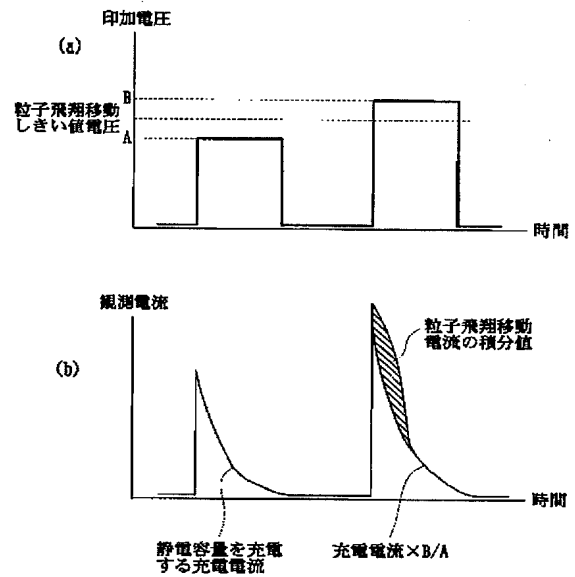 印加電圧
(a)
B
粒子飛翔移動
しきい値電圧
A
時間
観測電流
粒子飛翔移動
電流の積分値
(b)
時間
静電容量を充電
する充電電流
充電電流×B/A